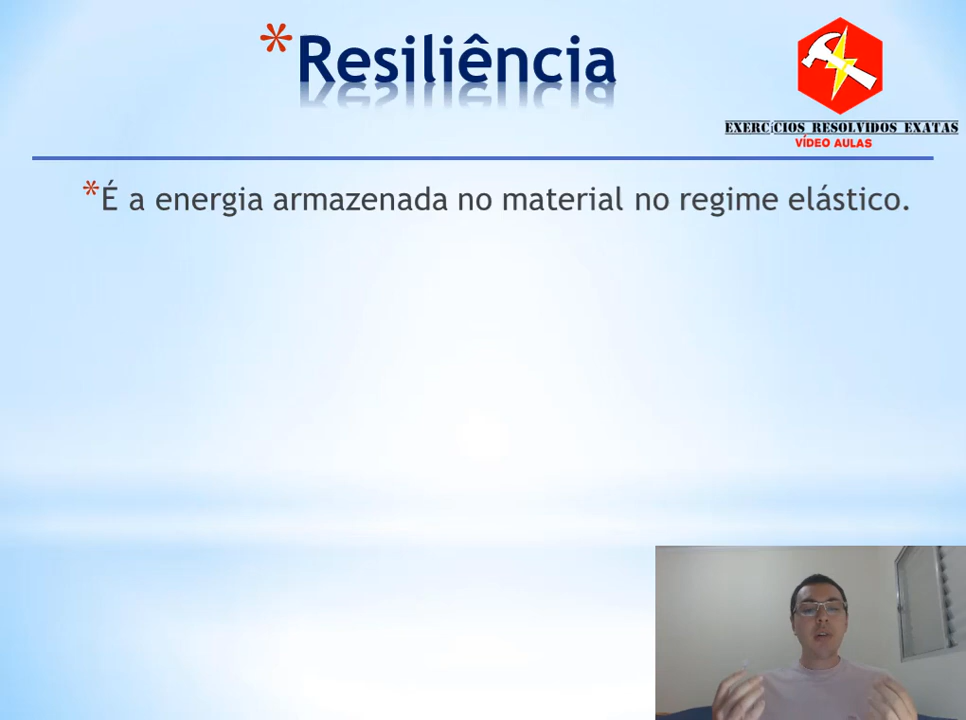 *Resiliência
EXERCíCIOS RESOLVIDOS EXATAS
VÍDEO AULAS
*É a energia armazenada no material no regime elástico.